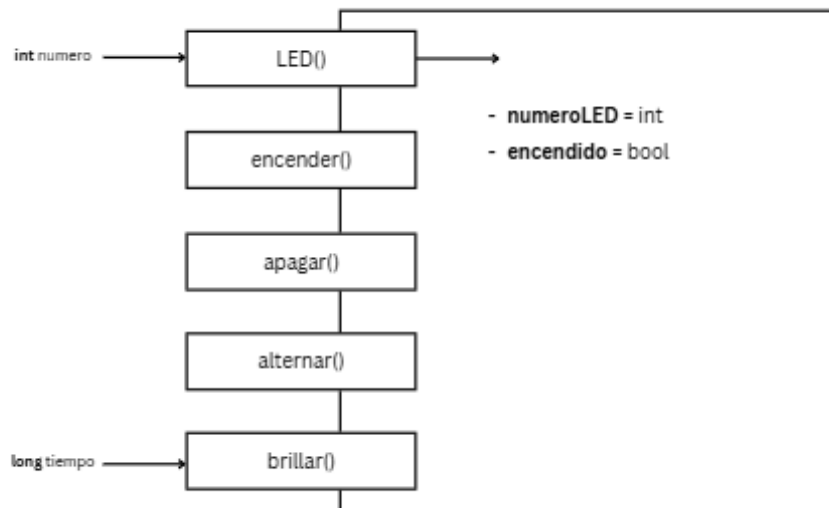 int numero
LED()
- numeroLED = int
- encendido = bool
encender()
apagar()
alternar()
long tiempo
brillar()